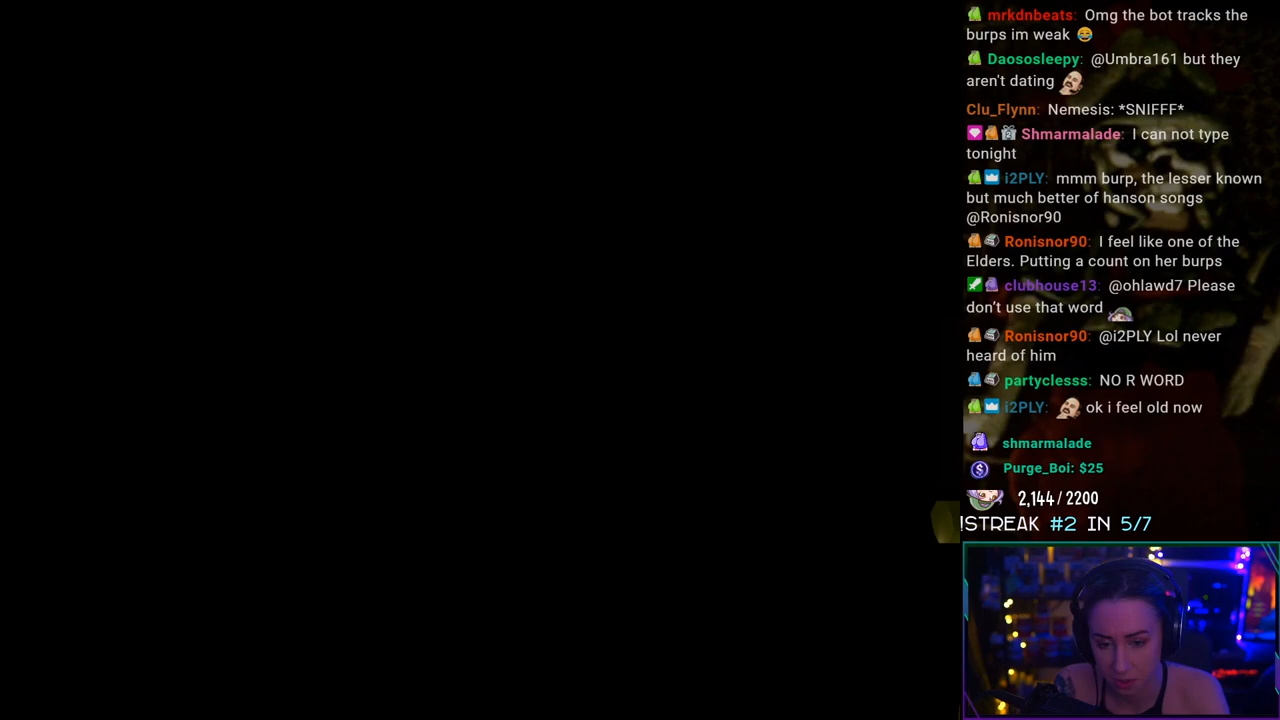 mrkdnbeats: Omg the bot tracks the
burps im weak 😂
Daososleepy: @Umbra161 but they
aren't dating
Clu_Flynn: Nemesis: *SNIFFF*
Shmarmalade: I can not type
tonight
i2PLY: mmm burp, the lesser known
but much better of hanson songs
@Ronisnor90
Ronisnor90: I feel like one of the
Elders. Putting a count on her burps
clubhouse13: @ohlawd7 Please
don't use that word
Ronisnor90: @i2PLY Lol never
heard of him
partyclesss: NO R WORD
i2PLY: ok i feel old now
shmarmalade
Purge_Boi: $25
2,144 / 2200
!STREAK #2 IN 5/7